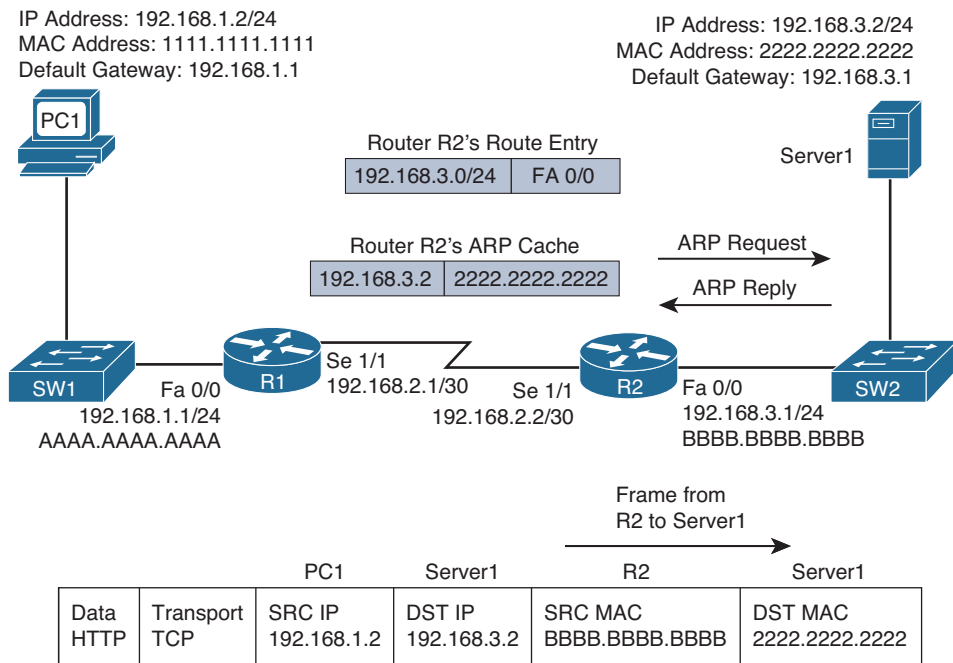 IP Address: 192.168.1.2/24
MAC Address: 1111.1111.1111
Default Gateway: 192.168.1.1
IP Address: 192.168.3.2/24
MAC Address: 2222.2222.2222
Default Gateway: 192.168.3.1
PC1
Server1
Router R2's Route Entry
192.168.3.0/24 FA 0/0
Router R2's ARP Cache
192.168.3.2 2222.2222.2222
ARP Request
ARP Reply
SW1
Fa 0/0
192.168.1.1/24
AAAA.AAAA.AAAA
R1
Se 1/1
192.168.2.1/30
Se 1/1
192.168.2.2/30
R2
Fa 0/0
192.168.3.1/24
BBBB.BBBB.BBBB
SW2
Frame from
R2 to Server1
PC1 Server1 R2 Server1
Data Transport SRC IP DST IP SRC MAC DST MAC
HTTP TCP 192.168.1.2 192.168.3.2 BBBB.BBBB.BBBB 2222.2222.2222